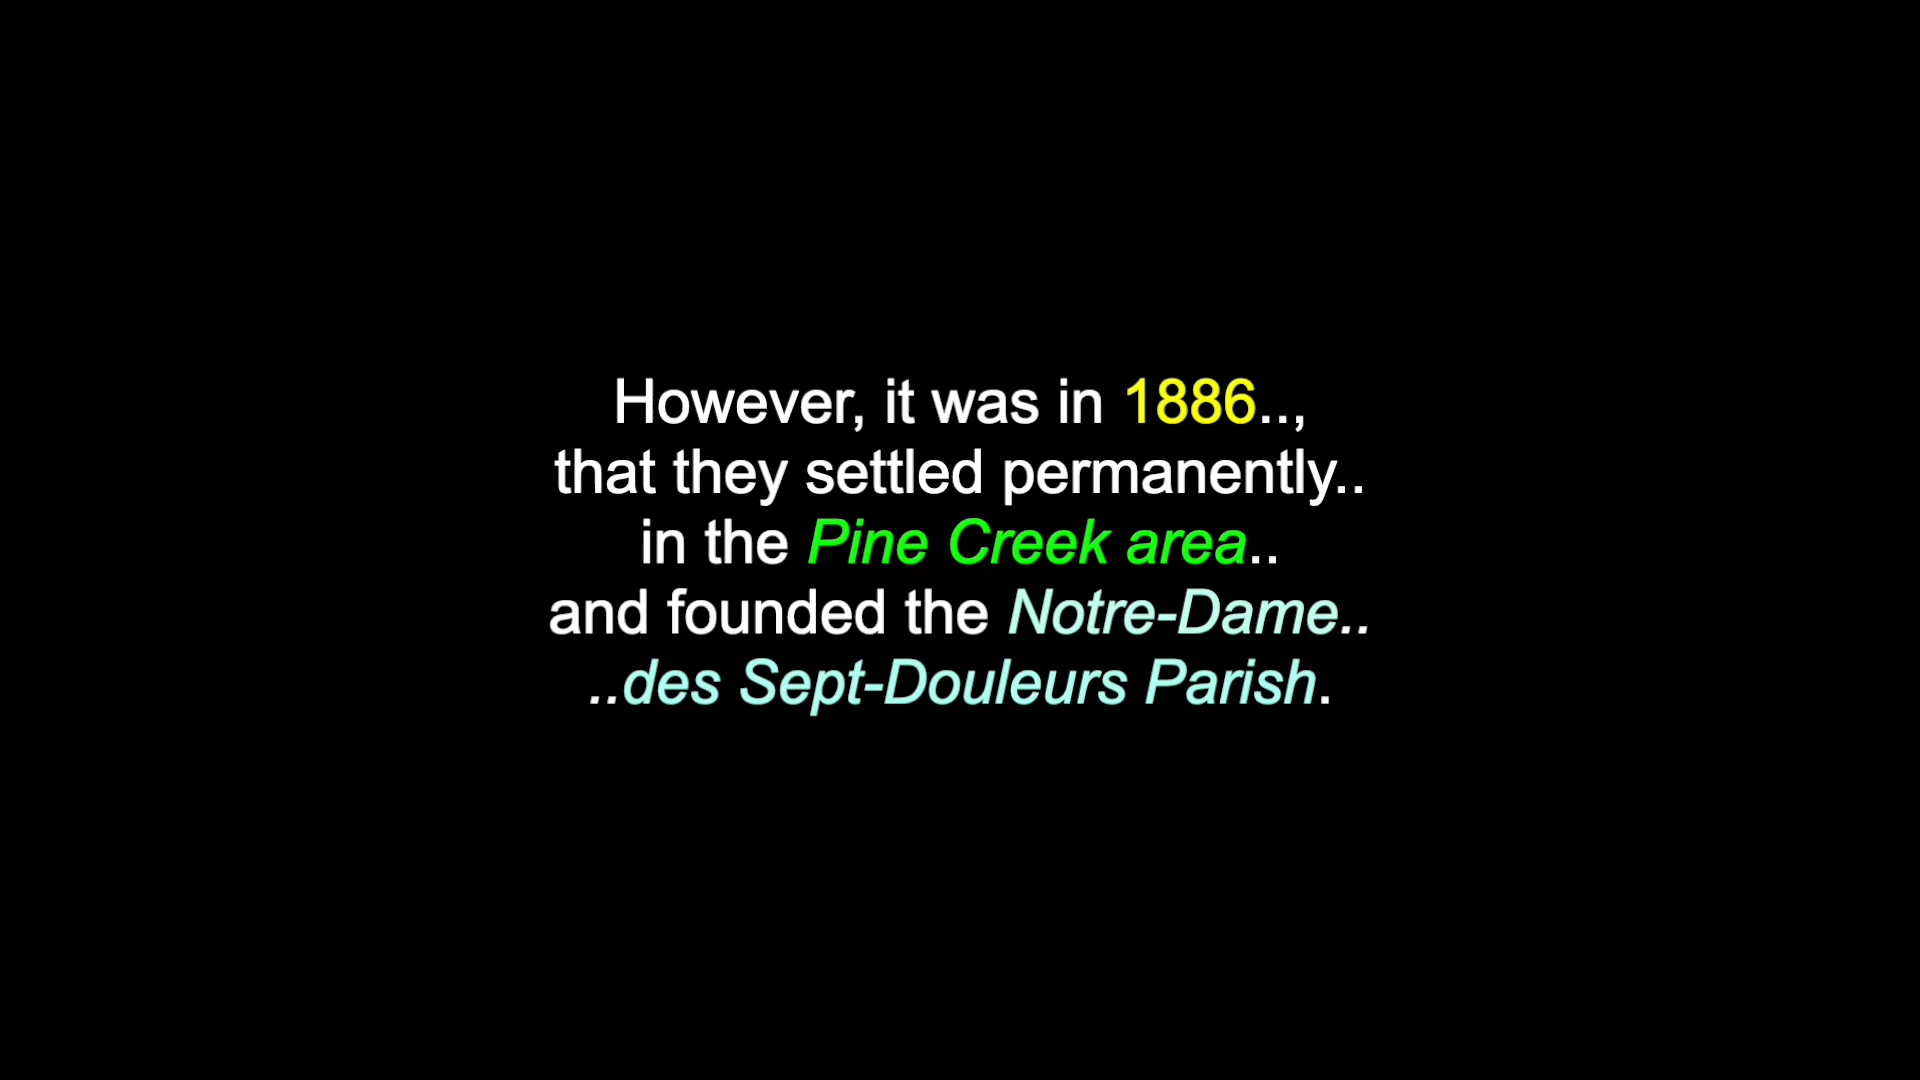 However, it was in 1886..,
that they settled permanently..
in the Pine Creek area..
and founded the Notre-Dame..
..des Sept-Douleurs Parish.